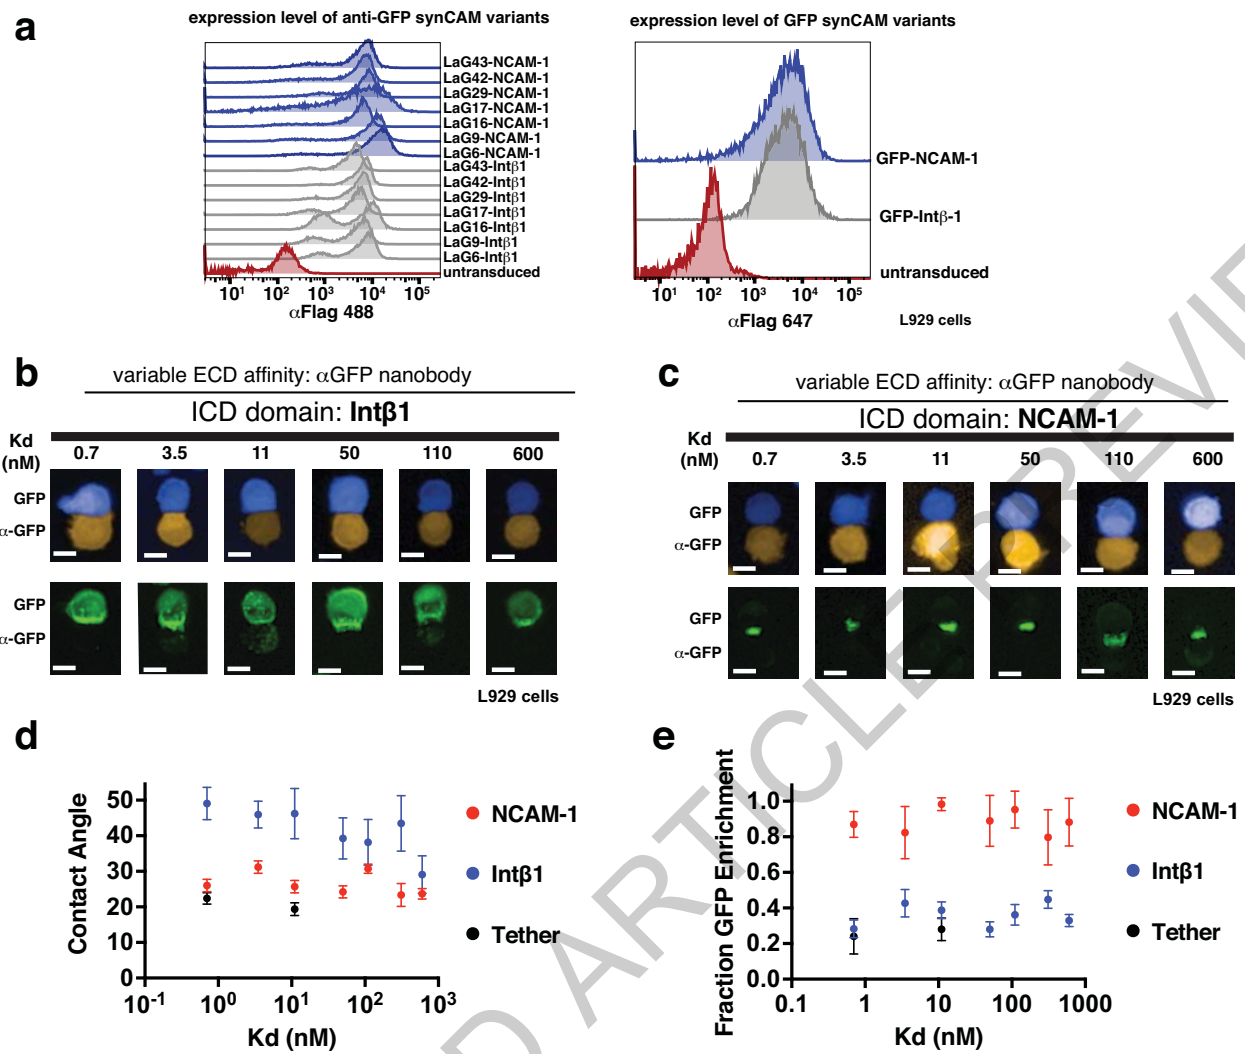 a
expression level of anti-GFP synCAM variants
LaG43-NCAM-1
LaG42-NCAM-1
LaG29-NCAM-1
LaG17-NCAM-1
LaG16-NCAM-1
LaG9-NCAM-1
LaG6-NCAM-1
LaG43-Intβ1
LaG42-Intβ1
LaG29-Intβ1
LaG17-Intβ1
LaG16-Intβ1
LaG9-Intβ1
LaG6-Intβ1
untransduced
10¹ 10² 10³ 10⁴ 10⁵
αFlag 488
expression level of GFP synCAM variants
GFP-NCAM-1
GFP-Intβ-1
untransduced
10¹ 10² 10³ 10⁴ 10⁵
αFlag 647
L929 cells
b
variable ECD affinity: αGFP nanobody
ICD domain: Intβ1
Kd (nM)
0.7 3.5 11 50 110 600
GFP
α-GFP
GFP
α-GFP
L929 cells
c
variable ECD affinity: αGFP nanobody
ICD domain: NCAM-1
Kd (nM)
0.7 3.5 11 50 110 600
GFP
α-GFP
GFP
α-GFP
L929 cells
d
Contact Angle
50
40
30
20
10
0
10⁻¹ 10⁰ 10¹ 10² 10³
Kd (nM)
NCAM-1
Intβ1
Tether
e
Fraction GFP Enrichment
1.0
0.8
0.6
0.4
0.2
0.0
0.1 1 10 100 1000
Kd (nM)
NCAM-1
Intβ1
Tether
D ARTICLE PREVIE